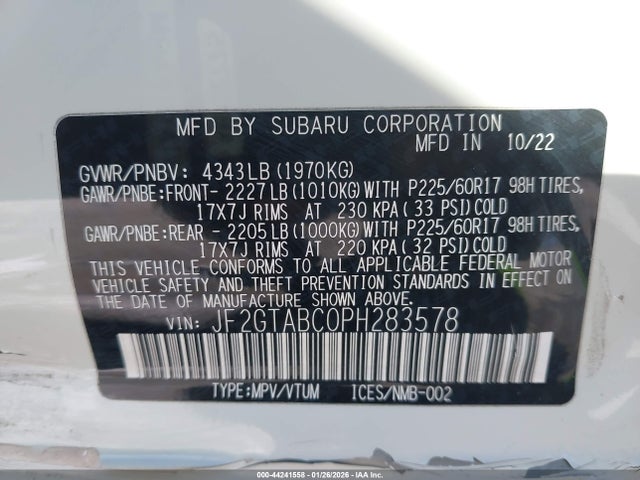 MFD BY SUBARU CORPORATION
MFD IN 10/22
GVWR/PNBV: 4343LB(1970KG)
GAWR/PNBE:FRONT- 2227LB(1010KG)WITH P225/60R17 98H TIRES,
17X7J RIMS AT 230 KPA( 33 PSI)COLD
GAWR/PNBE:REAR - 2205LB(1000KG)WITH P225/60R17 98H TIRES,
17X7J RIMS AT 220 KPA( 32 PSI)COLD
THIS VEHICLE CONFORMS TO ALL APPLICABLE FEDERAL MOTOR
VEHICLE SAFETY AND THEFT PREVENTION STANDARDS IN EFFECT ON
THE DATE OF MANUFACTURE SHOWN ABOVE.
VIN: JF2GTABC0PH283578
TYPE:MPV/VTUM ICES/NMB-002
000-44241558 | 01/26/2026 | IAA, Inc.